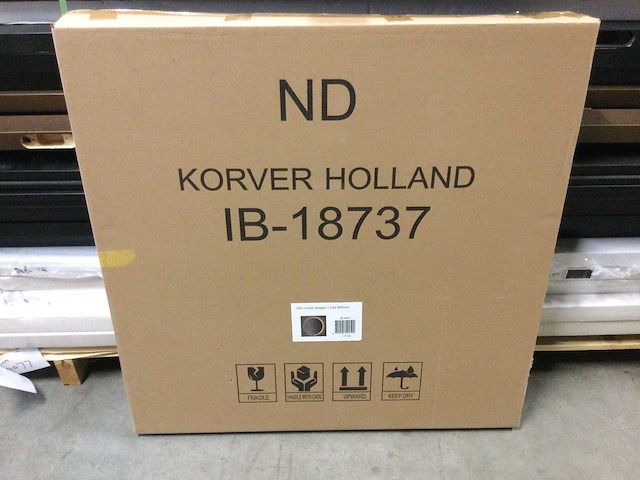 ND
KORVER HOLLAND
IB-18737
FRAGILE
HANDLE WITH CARE
UPWARD
KEEP DRY